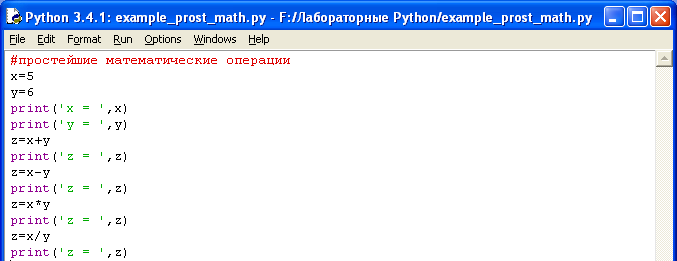 Python 3.4.1: example_prost_math.py - F:/Лабораторные Python/example_prost_math.py
File Edit Format Run Options Windows Help
#простейшие математические операции
x=5
y=6
print('x = ',x)
print('y = ',y)
z=x+y
print('z = ',z)
z=x-y
print('z = ',z)
z=x*y
print('z = ',z)
z=x/y
print('z = ',z)